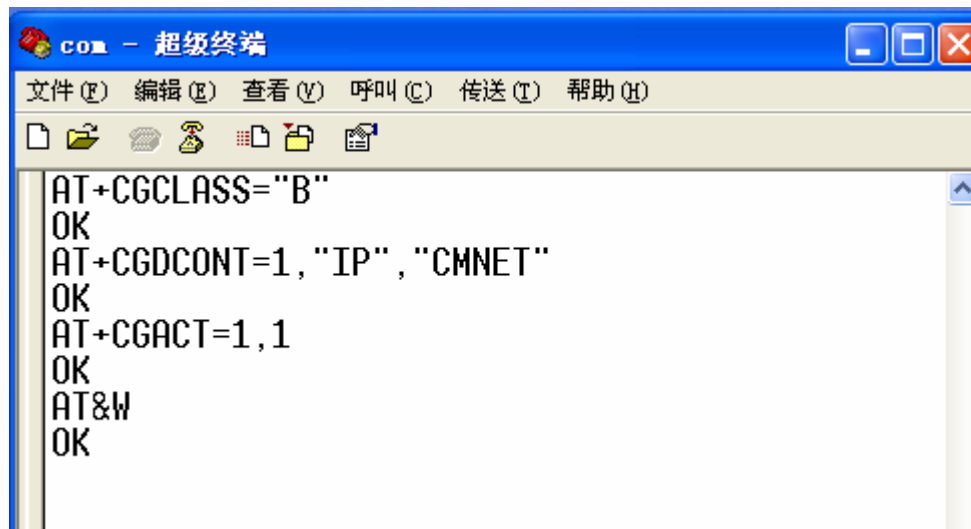 com - 超级终端
文件(F) 编辑(E) 查看(V) 呼叫(C) 传送(T) 帮助(H)
AT+CGCLASS="B"
OK
AT+CGDCONT=1,"IP","CMNET"
OK
AT+CGACT=1,1
OK
AT&W
OK